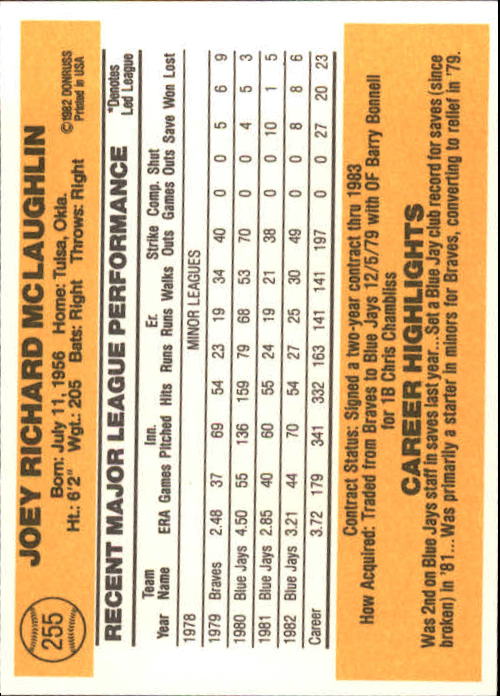 255
JOEY RICHARD MCLAUGHLIN
Born: July 11, 1956 Home: Tulsa, Okla.
Ht.: 6'2" Wgt.: 205 Bats: Right Throws: Right
©1982 DONRUSS
Printed in USA
RECENT MAJOR LEAGUE PERFORMANCE
*Denotes
Led League
Team Inn. Er. Strike Comp. Shut
Year Name ERA Games Pitched Hits Runs Runs Walks Outs Games Outs Save Won Lost
1978 MINOR LEAGUES
1979 Braves 2.48 37 69 54 23 19 34 40 0 0 5 6 9
1980 Blue Jays 4.50 55 136 159 79 68 53 70 0 0 4 5 3
1981 Blue Jays 2.85 40 60 55 24 19 21 38 0 0 10 1 5
1982 Blue Jays 3.21 44 70 54 27 25 30 49 0 0 8 8 6
Career 3.72 179 341 332 163 141 141 197 0 0 27 20 23
Contract Status: Signed a two-year contract thru 1983
How Acquired: Traded from Braves to Blue Jays 12/5/79 with OF Barry Bonnell
for 1B Chris Chambliss
CAREER HIGHLIGHTS
Was 2nd on Blue Jays staff in saves last year...Set a Blue Jay club record for saves (since
broken) in '81...Was primarily a starter in minors for Braves, converting to relief in '79.